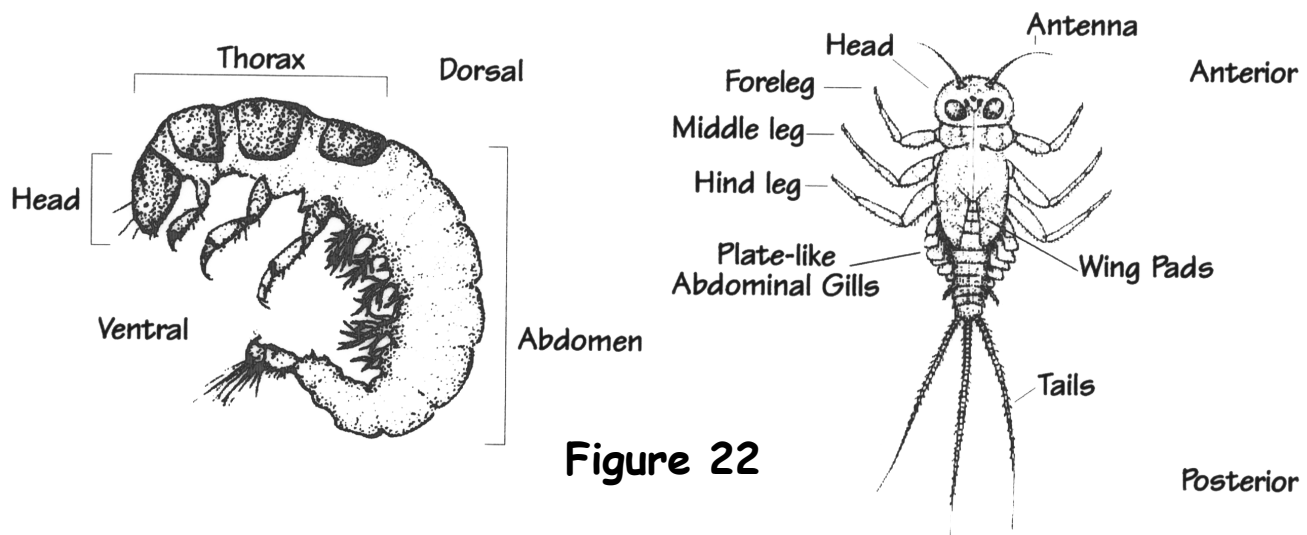 Thorax
Dorsal
Head
Ventral
Abdomen
Antenna
Head
Anterior
Foreleg
Middle leg
Hind leg
Plate-like
Abdominal Gills
Wing Pads
Tails
Figure 22
Posterior